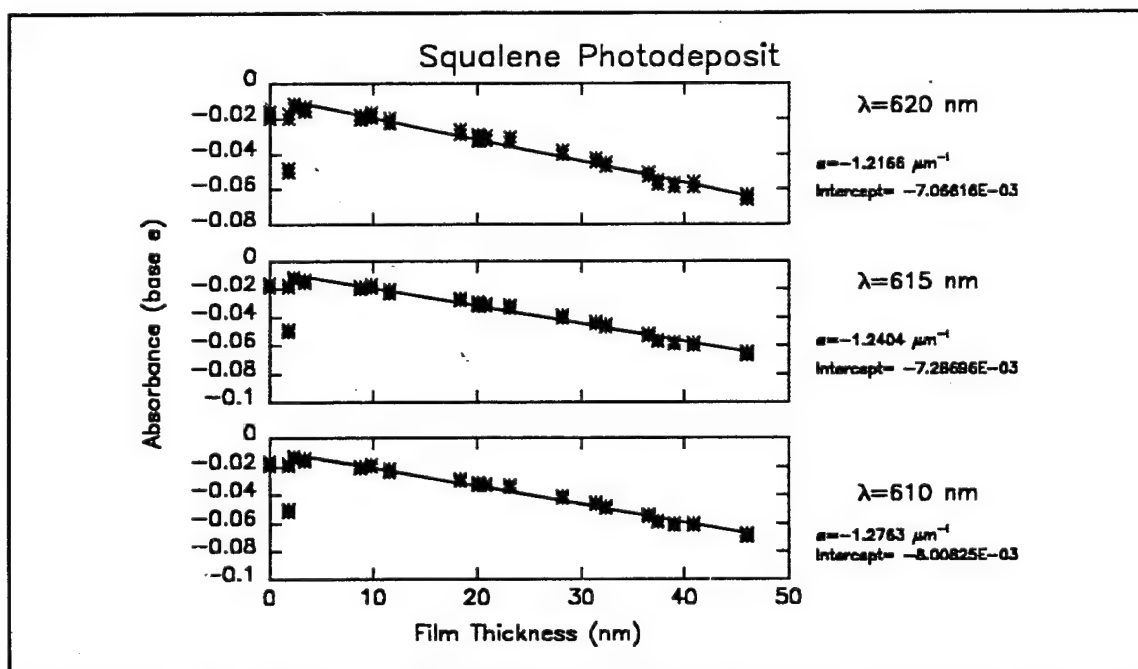 Squalene Photodeposit
Absorbance (base e)
0
−0.02
−0.04
−0.06
−0.08
λ=620 nm
a=−1.2166 μm⁻¹
Intercept= −7.05616E−03
0
−0.02
−0.04
−0.06
−0.08
−0.1
λ=615 nm
a=−1.2404 μm⁻¹
Intercept= −7.28696E−03
0
−0.02
−0.04
−0.06
−0.08
−0.1
λ=610 nm
a=−1.2763 μm⁻¹
Intercept= −8.00825E−03
0 10 20 30 40 50
Film Thickness (nm)